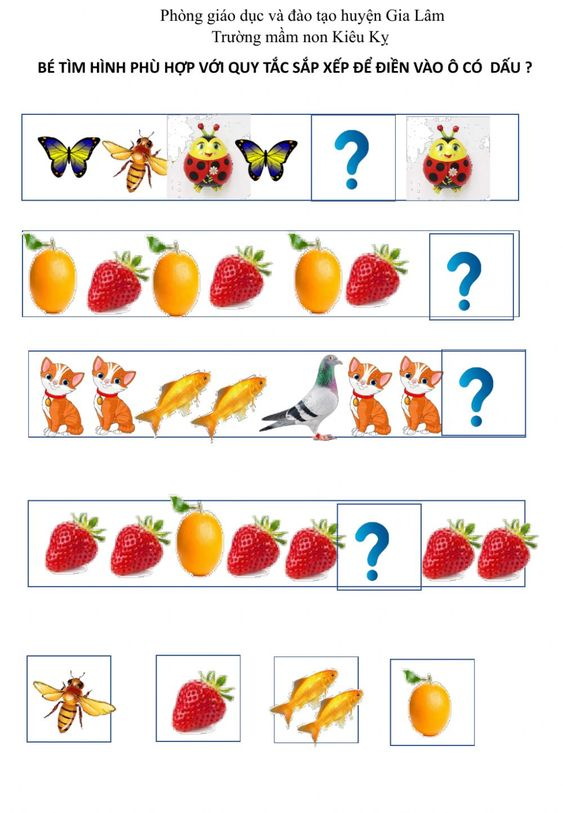 Phòng giáo dục và đào tạo huyện Gia Lâm
Trường mầm non Kiêu Kỵ
BÉ TÌM HÌNH PHÙ HỢP VỚI QUY TẮC SẮP XẾP ĐỂ ĐIỀN VÀO Ô CÓ DẤU ?
?
?
?
?